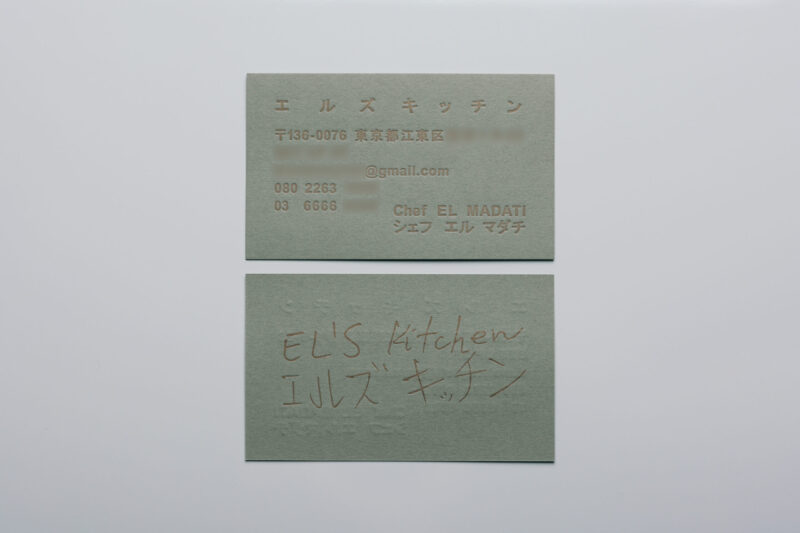 エルズキッチン
〒136-0076 東京都江東区
@gmail.com
080 2263
03 6666
Chef EL MADATI
シェフ エル マダチ
EL'S Kitchen
エルズ キッチン